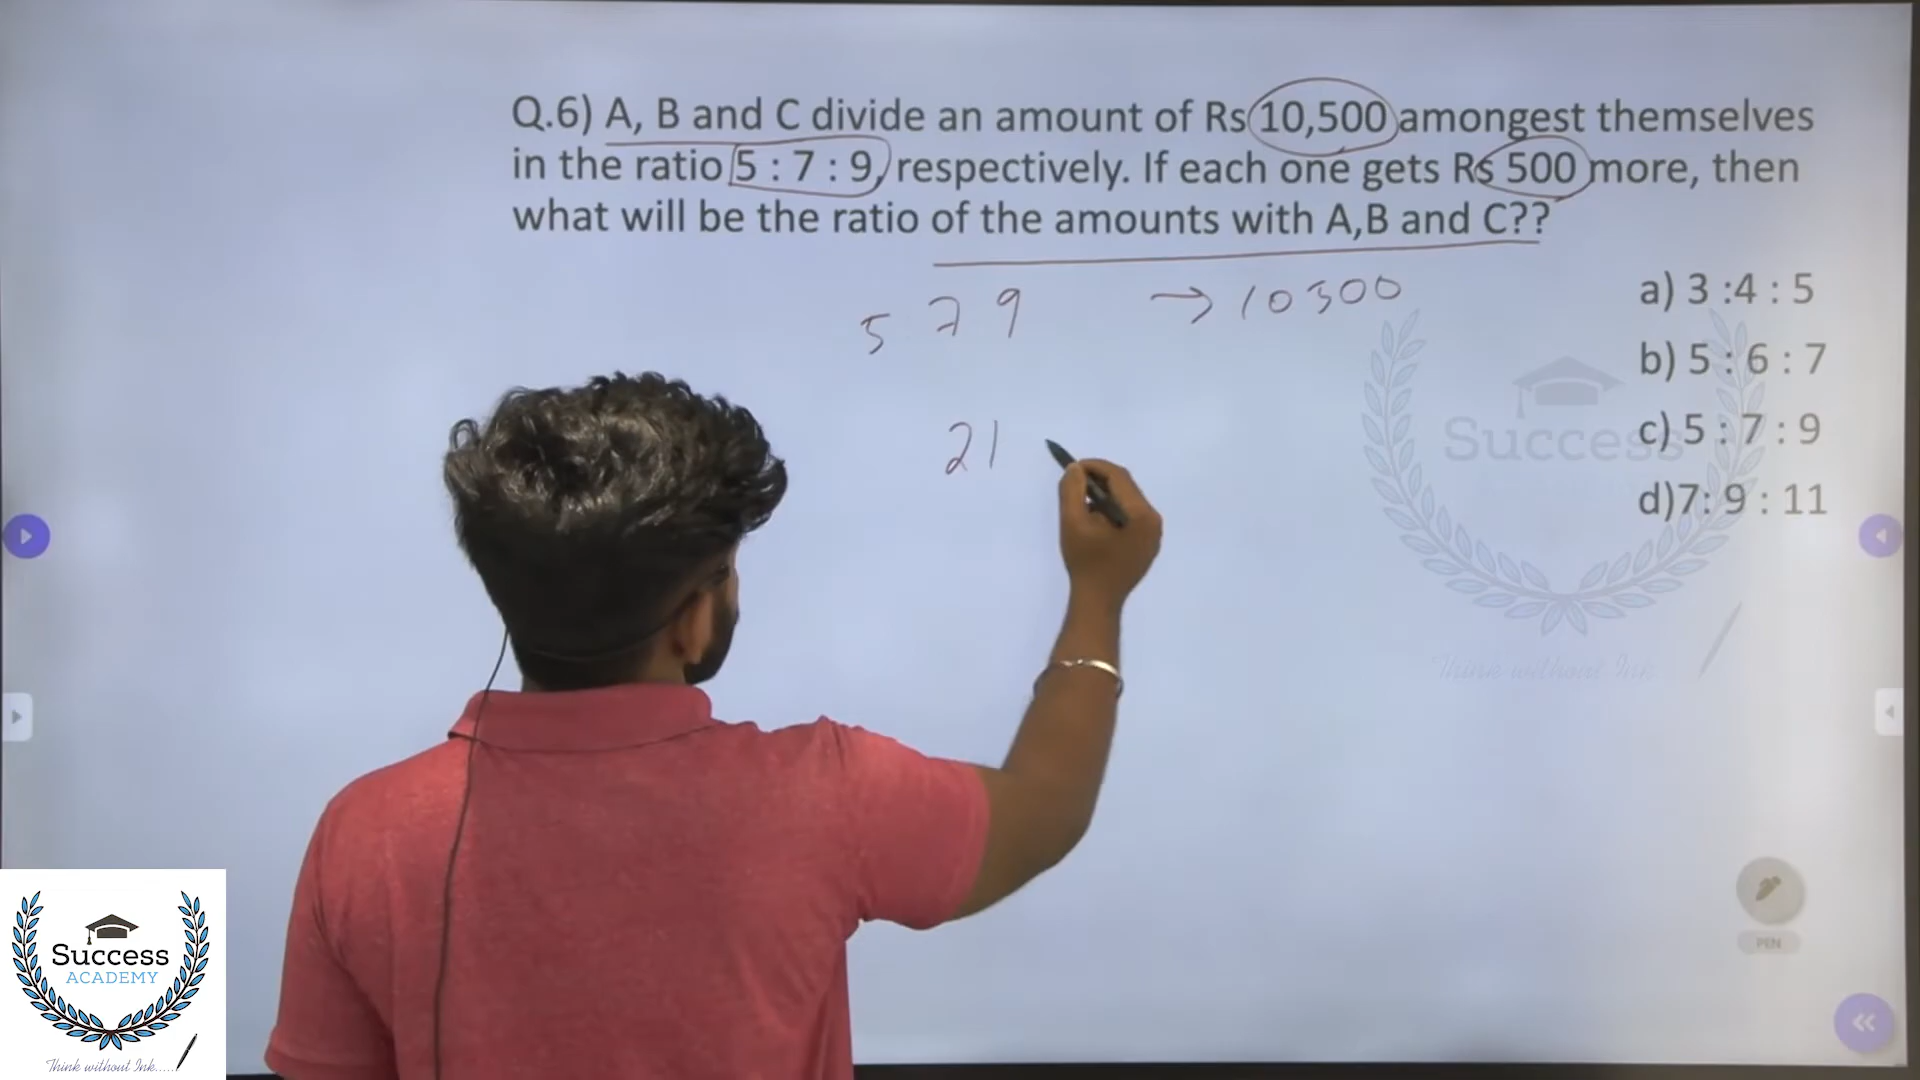 Q.6) A, B and C divide an amount of Rs 10,500 amongest themselves
in the ratio 5 : 7 : 9, respectively. If each one gets Rs 500 more, then
what will be the ratio of the amounts with A,B and C??
5 7 9 → 10500
21
a) 3 :4 : 5
b) 5 : 6 : 7
c) 5 : 7 : 9
d)7: 9 : 11
Success
Think without Ink...
PEN
Success
ACADEMY
Think without Ink.....